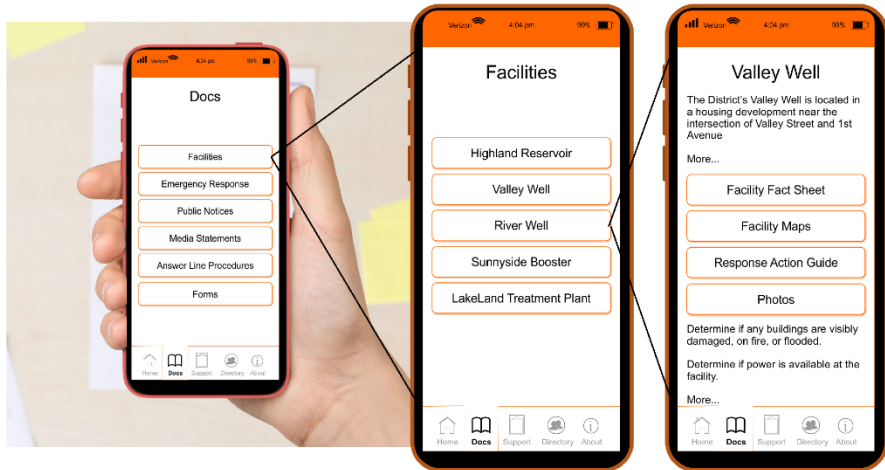 Verizon 4:04 pm 99%
Docs
Facilities
Emergency Response
Public Notices
Media Statements
Answer Line Procedures
Forms
Home Docs Support Directory About
Verizon 4:04 pm 99%
Facilities
Highland Reservoir
Valley Well
River Well
Sunnyside Booster
LakeLand Treatment Plant
Home Docs Support Directory About
Verizon 4:04 pm 99%
Valley Well
The District's Valley Well is located in
a housing development near the
intersection of Valley Street and 1st
Avenue
More...
Facility Fact Sheet
Facility Maps
Response Action Guide
Photos
Determine if any buildings are visibly
damaged, on fire, or flooded.
Determine if power is available at the
facility.
More...
Home Docs Support Directory About